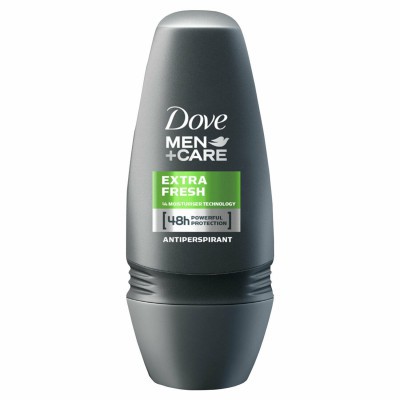 Dove
MEN
+CARE
EXTRA
FRESH
¼ MOISTURISER TECHNOLOGY
[48h POWERFUL
PROTECTION]
ANTIPERSPIRANT